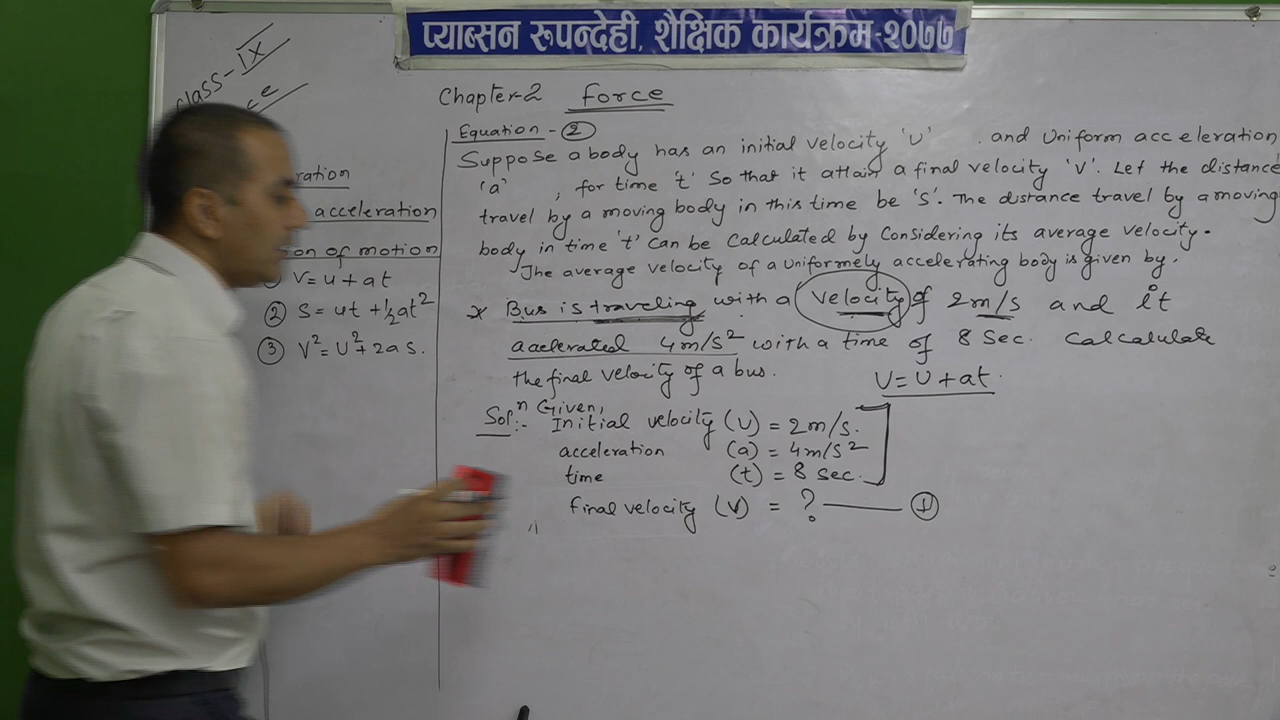 प्याब्सन रुपन्देही, शैक्षिक कार्यक्रम-२०७७
class-IX
Chapter-2 force
ration
acceleration
ion of motion
V=u+at
② S=ut+½at²
③ V²=U²+2as.
Equation-②
Suppose a body has an initial velocity 'U' and Uniform acceleration
'a', for time 't' So that it attain a final velocity 'V'. Let the distance
travel by a moving body in this time be 'S'. The distance travel by a moving
body in time 't' can be Calculated by Considering its average velocity.
The average velocity of a Uniformely accelerating body is given by.
* Bus is traveling with a velocity of 2m/s and it
accelerated 4m/s² with a time of 8 Sec. Calcalulate
the final velocity of a bus.
V=U+at.
Solⁿ:- Given,
Initial velocity (U) = 2m/s.
acceleration (a) = 4m/s²
time (t) = 8 sec.
final velocity (V) = ?